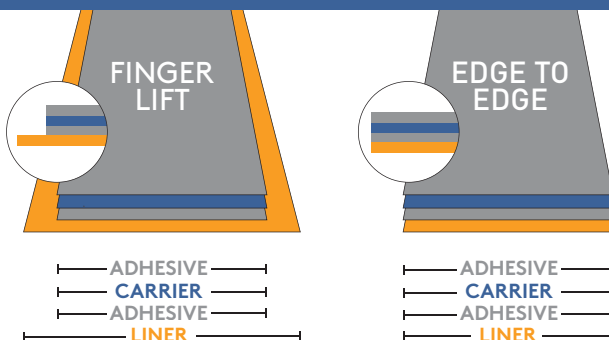 FINGER
LIFT
EDGE TO
EDGE
ADHESIVE
CARRIER
ADHESIVE
LINER
ADHESIVE
CARRIER
ADHESIVE
LINER